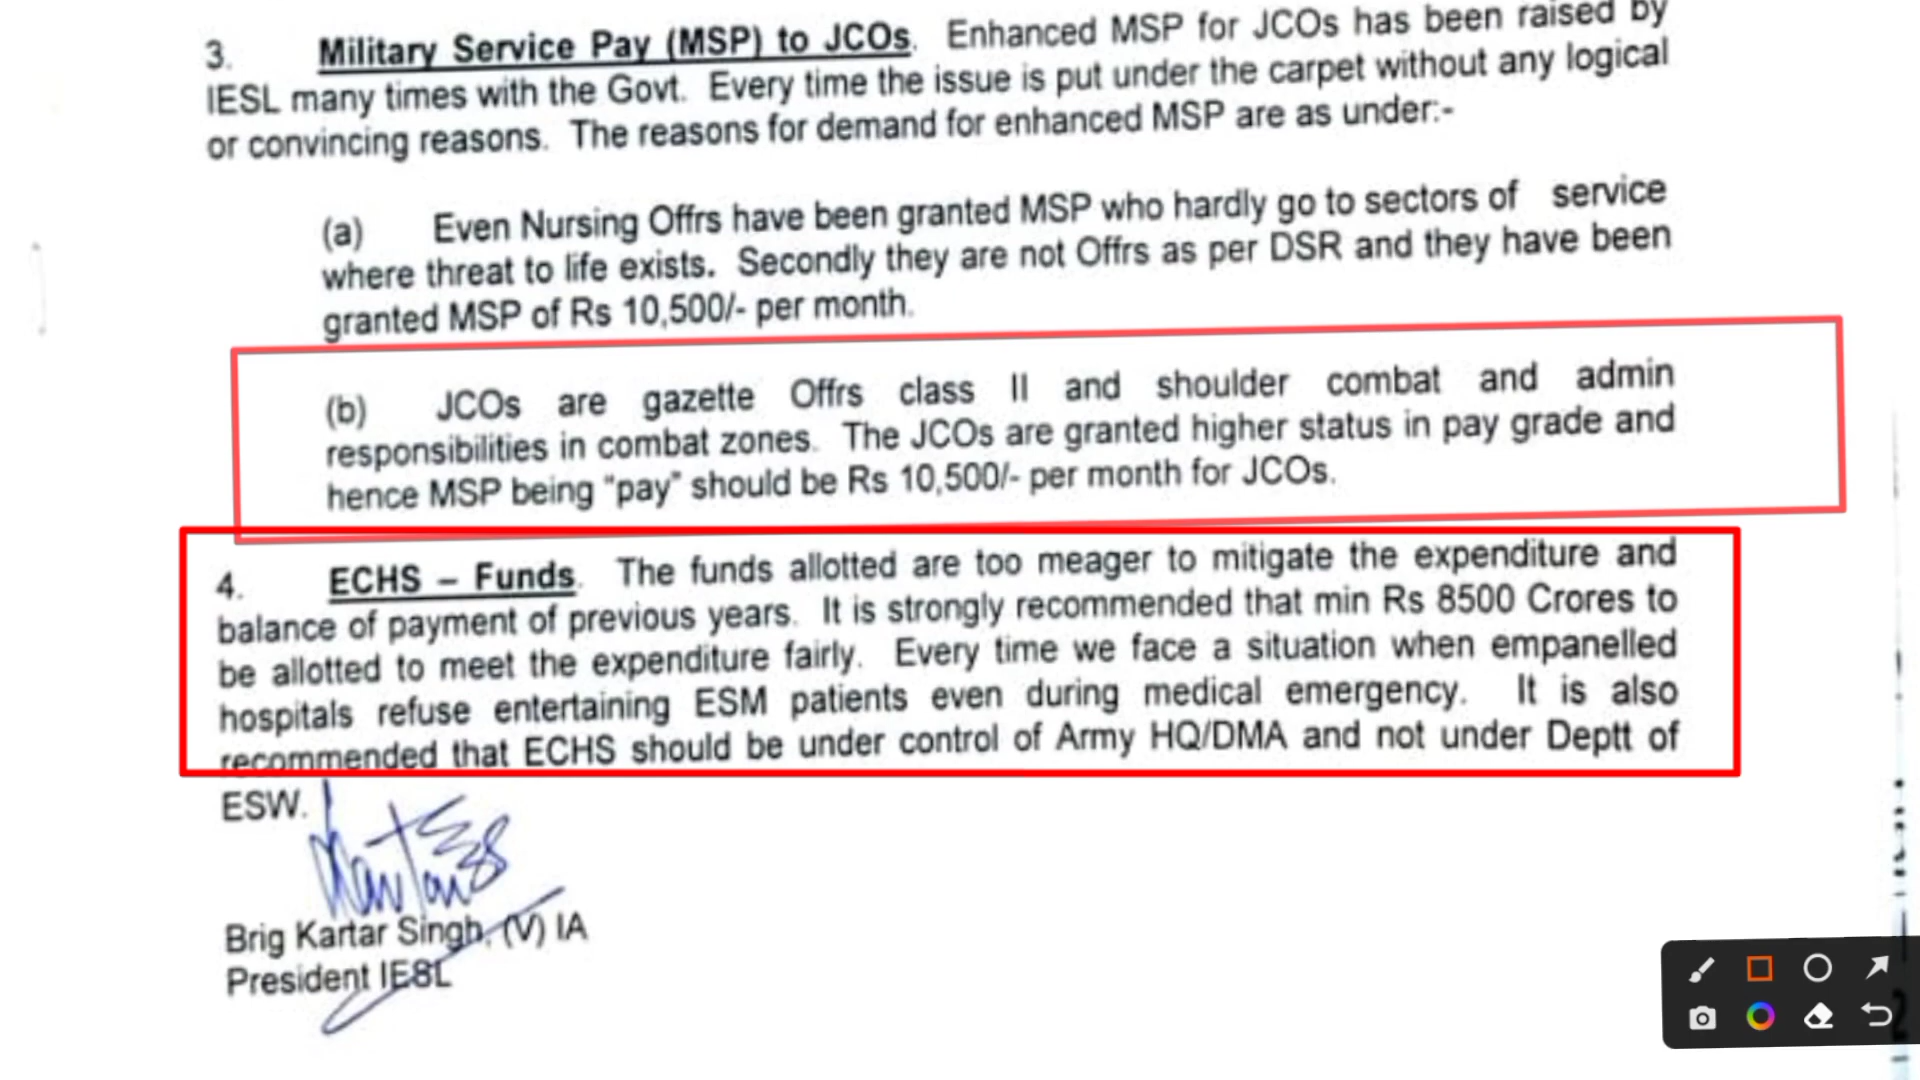 3. Military Service Pay (MSP) to JCOs. Enhanced MSP for JCOs has been raised by
IESL many times with the Govt. Every time the issue is put under the carpet without any logical
or convincing reasons. The reasons for demand for enhanced MSP are as under:-
(a) Even Nursing Offrs have been granted MSP who hardly go to sectors of service
where threat to life exists. Secondly they are not Offrs as per DSR and they have been
granted MSP of Rs 10,500/- per month.
(b) JCOs are gazette Offrs class II and shoulder combat and admin
responsibilities in combat zones. The JCOs are granted higher status in pay grade and
hence MSP being "pay" should be Rs 10,500/- per month for JCOs.
4. ECHS – Funds. The funds allotted are too meager to mitigate the expenditure and
balance of payment of previous years. It is strongly recommended that min Rs 8500 Crores to
be allotted to meet the expenditure fairly. Every time we face a situation when empanelled
hospitals refuse entertaining ESM patients even during medical emergency. It is also
recommended that ECHS should be under control of Army HQ/DMA and not under Deptt of
ESW.
Brig Kartar Singh, (V) IA
President IESL